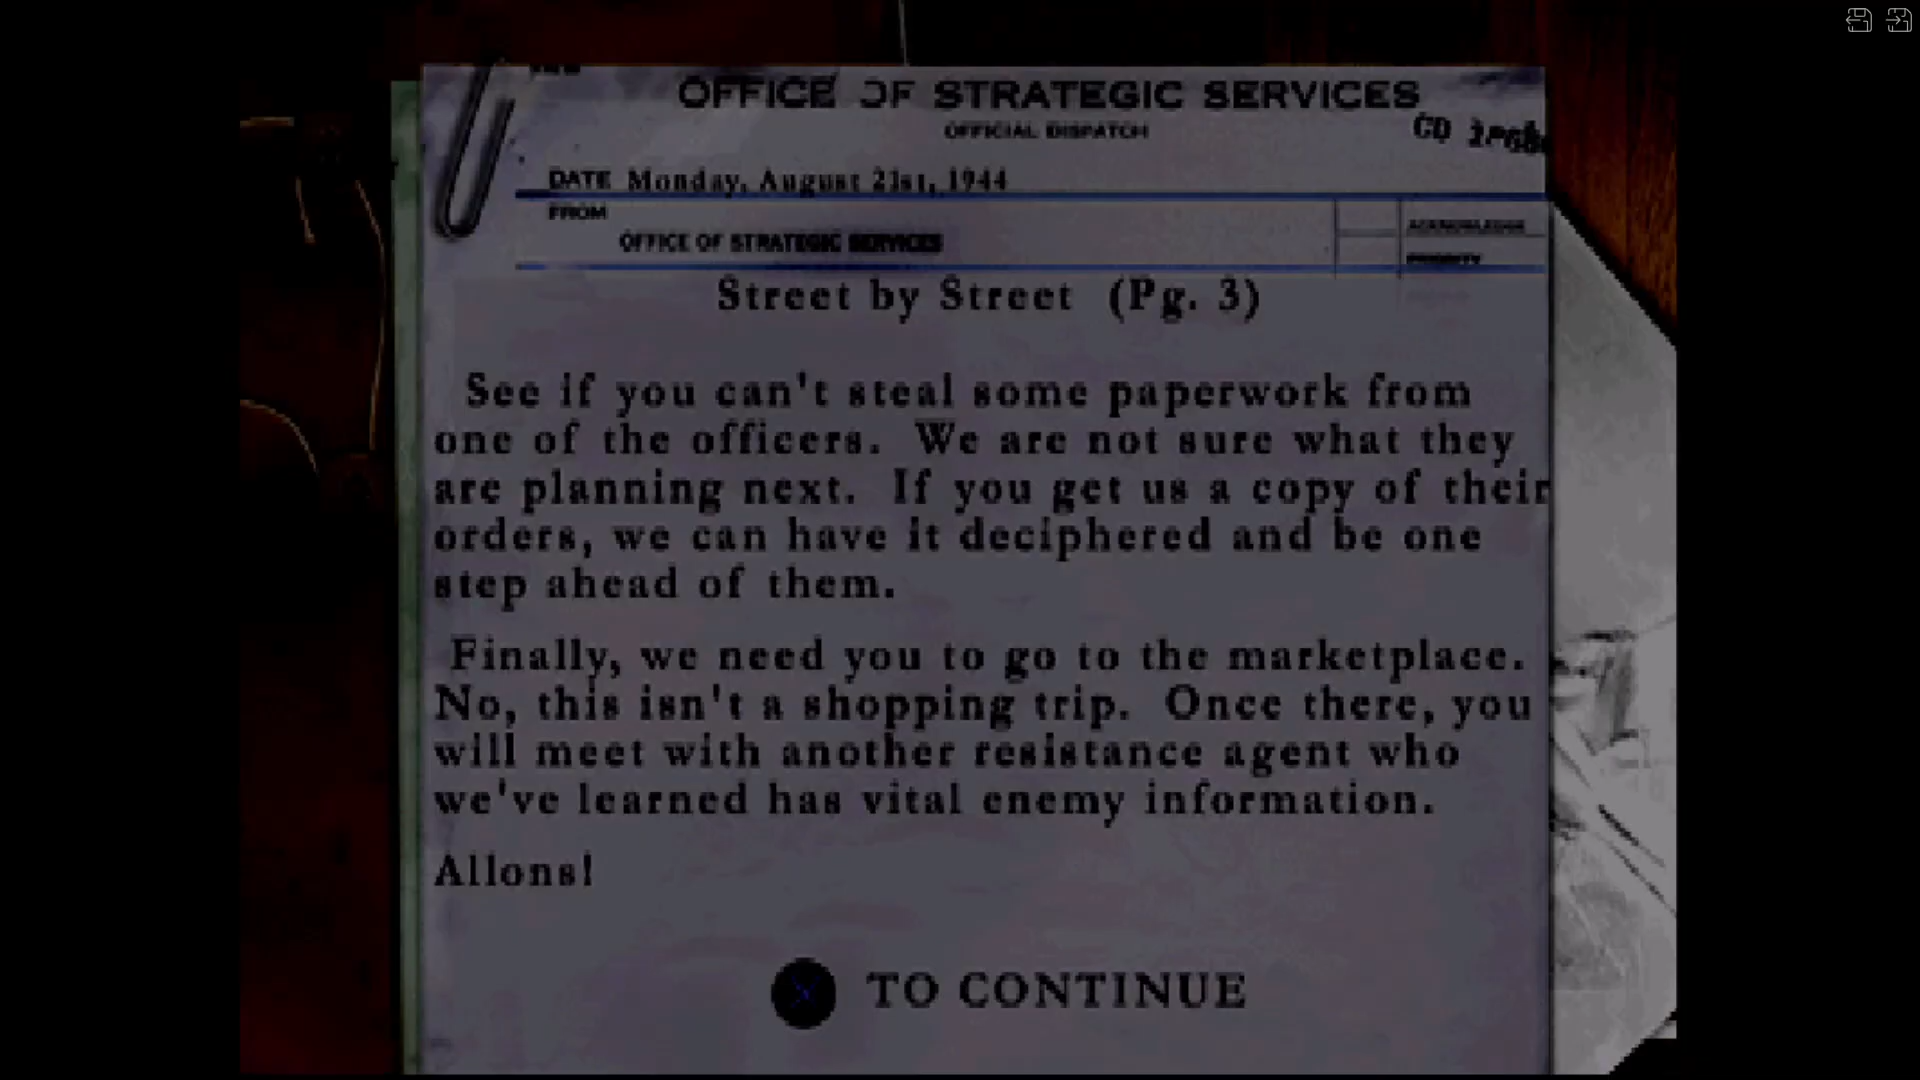 OFFICE OF STRATEGIC SERVICES
OFFICIAL DISPATCH
CD
DATE Monday, August 21st, 1944
FROM
ACKNOWLEDGE
OFFICE OF STRATEGIC SERVICES
PRIORITY
Street by Street (Pg. 3)
See if you can't steal some paperwork from
one of the officers. We are not sure what they
are planning next. If you get us a copy of their
orders, we can have it deciphered and be one
step ahead of them.
Finally, we need you to go to the marketplace.
No, this isn't a shopping trip. Once there, you
will meet with another resistance agent who
we've learned has vital enemy information.
Allons!
TO CONTINUE